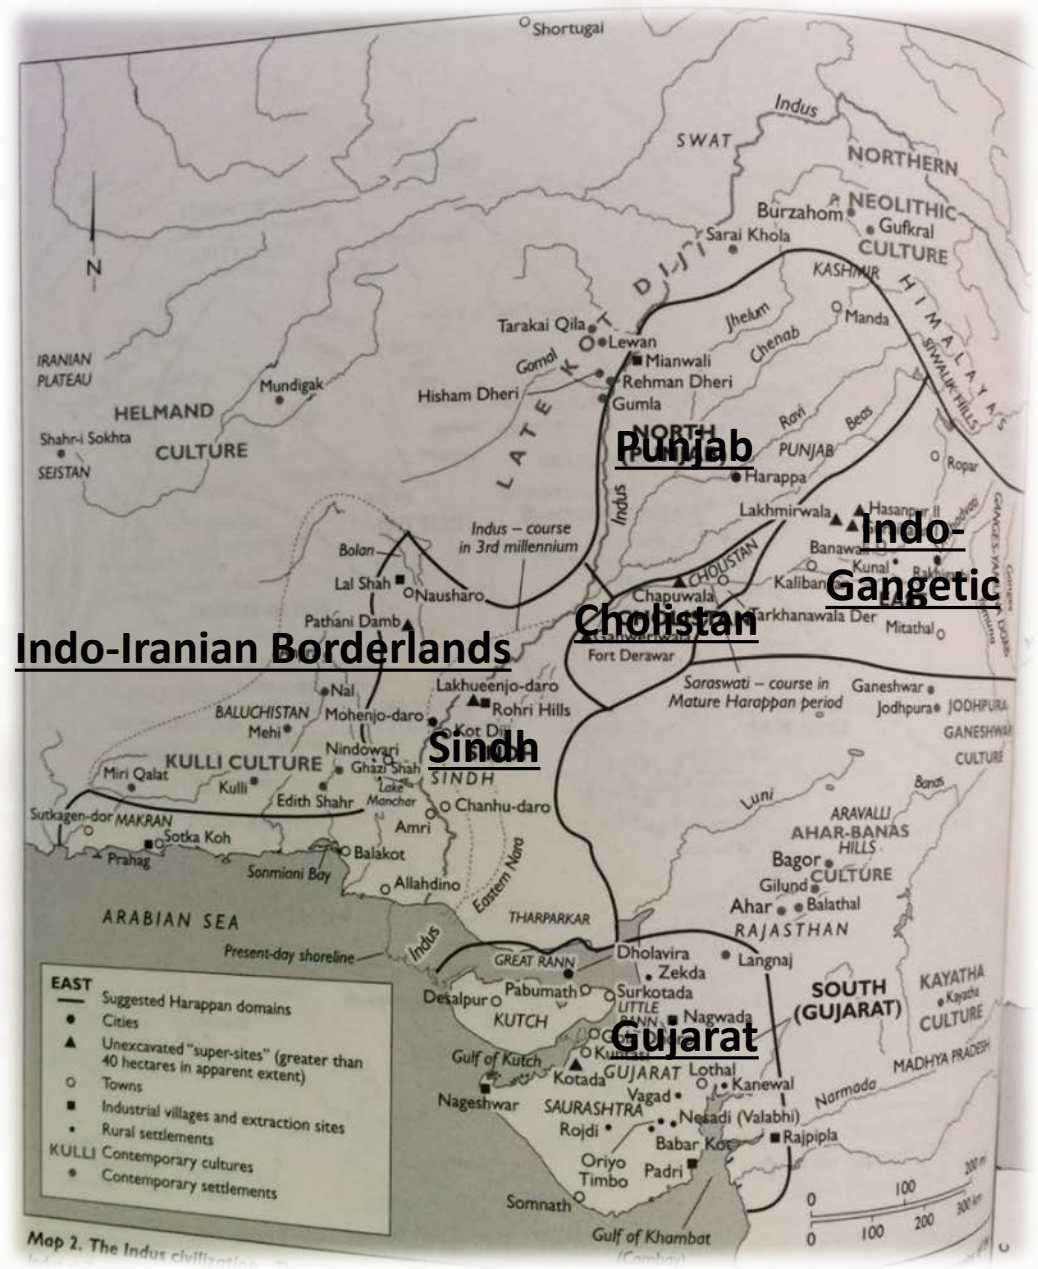 Shortugai
Indus
SWAT
NORTHERN
NEOLITHIC
CULTURE
Burzahom
Gufkral
Sarai Khola
KASHMIR
HIMALAYAS
SIWALIK HILLS
N
LATE KOT DIJI
Tarakai Qila
Lewan
Jhelum
Manda
Chenab
Gomal
Mianwali
IRANIAN
PLATEAU
Mundigak
Hisham Dheri
Rehman Dheri
Gumla
HELMAND
CULTURE
Shahr-i Sokhta
SEISTAN
NORTH
(PUNJAB)
Punjab
Ravi
Beas
PUNJAB
Ropar
Harappa
Indus
Lakhmirwala
Hasanpur II
Indo-
Gangetic
Indus – course
in 3rd millennium
Bolan
Banawali
Kunal
CHOLISTAN
Lal Shah
Nausharo
Chapuwala
Kalibangan
EAST
Pathani Damb
Cholistan
Tarkhanawala Der
Mitathal
Ganweriwala
Fort Derawar
Indo-Iranian Borderlands
Lakhueenjo-daro
Saraswati – course in
Mature Harappan period
Ganeshwar
Jodhpura
JODHPURA-
GANESHWAR
CULTURE
Nal
Rohri Hills
BALUCHISTAN
Mohenjo-daro
Mehi
Kot Diji
Sindh
SINDH
Nindowari
KULLI CULTURE
Ghazi Shah
SINDH
Miri Qalat
Kulli
Edith Shahr
Lake
Manchar
Chanhu-daro
Luni
Banas
Sutkagen-dor
MAKRAN
Amri
ARAVALLI
HILLS
AHAR-BANAS
CULTURE
Sotka Koh
Prahag
Balakot
Bagor
Sonmiani Bay
Allahdino
Eastern Nara
Gilund
Ahar
Balathal
ARABIAN SEA
THARPARKAR
RAJASTHAN
Present-day shoreline
Indus
GREAT RANN
Dholavira
Langnaj
Zekda
Desalpur
Pabumath
Surkotada
SOUTH
(GUJARAT)
KAYATHA
Kayatha
CULTURE
KUTCH
LITTLE
RANN
Nagwada
Gujarat
MADHYA PRADESH
Gulf of Kutch
Kuntasi
Kotada
GUJARAT
Lothal
Kanewal
Nageshwar
Vagad
Narmada
SAURASHTRA
Nesadi (Valabhi)
Rojdi
Babar Kot
Rajpipla
Oriyo
Timbo
Padri
Somnath
Gulf of Khambat
(Cambay)
EAST
Suggested Harappan domains
Cities
Unexcavated "super-sites" (greater than
40 hectares in apparent extent)
Towns
Industrial villages and extraction sites
Rural settlements
KULLI Contemporary cultures
Contemporary settlements
0 100 200 m
0 100 200 300 km
Map 2. The Indus civilization.